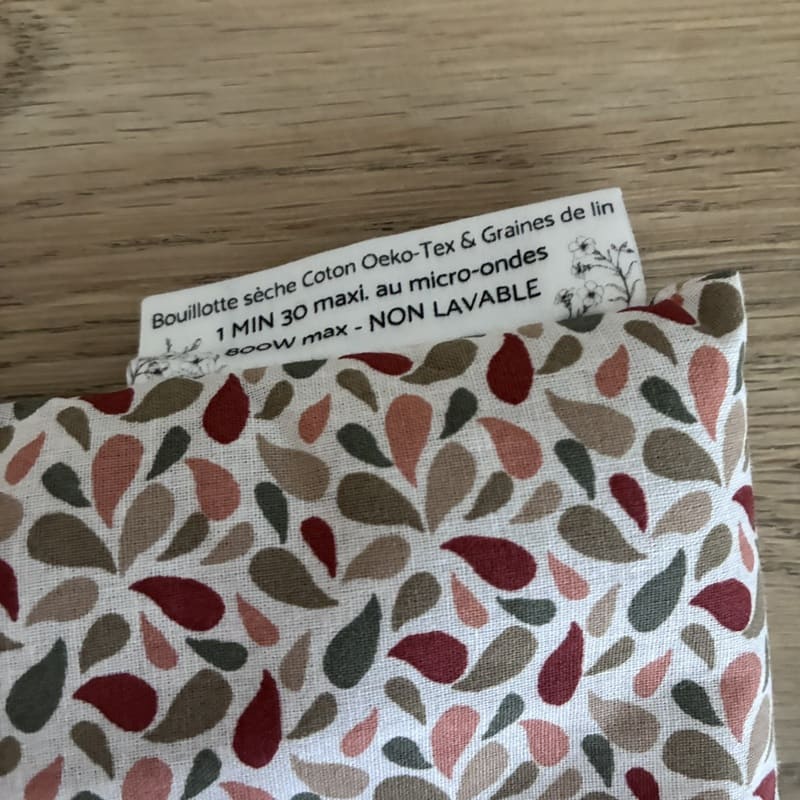 Bouillotte sèche Coton Oeko-Tex & Graines de lin
1 MIN 30 maxi. au micro-ondes
800W max - NON LAVABLE